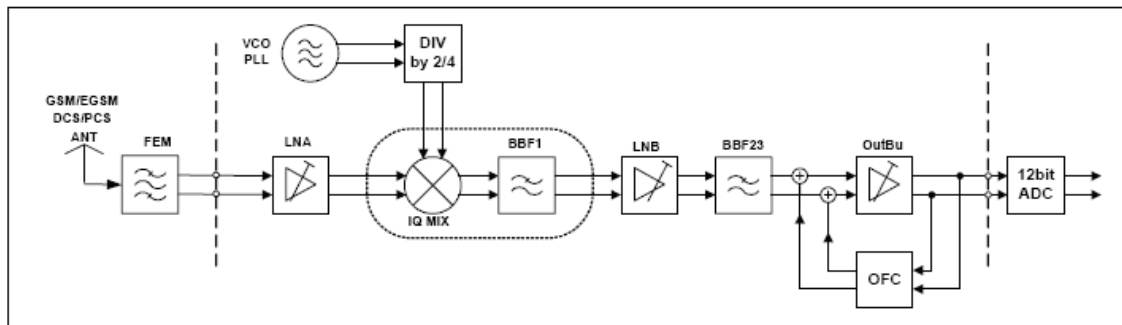 VCO
PLL
DIV
by 2/4
GSM/EGSM
DCS/PCS
ANT
FEM
LNA
BBF1
LNB
BBF23
OutBu
IQ MIX
12bit
ADC
OFC